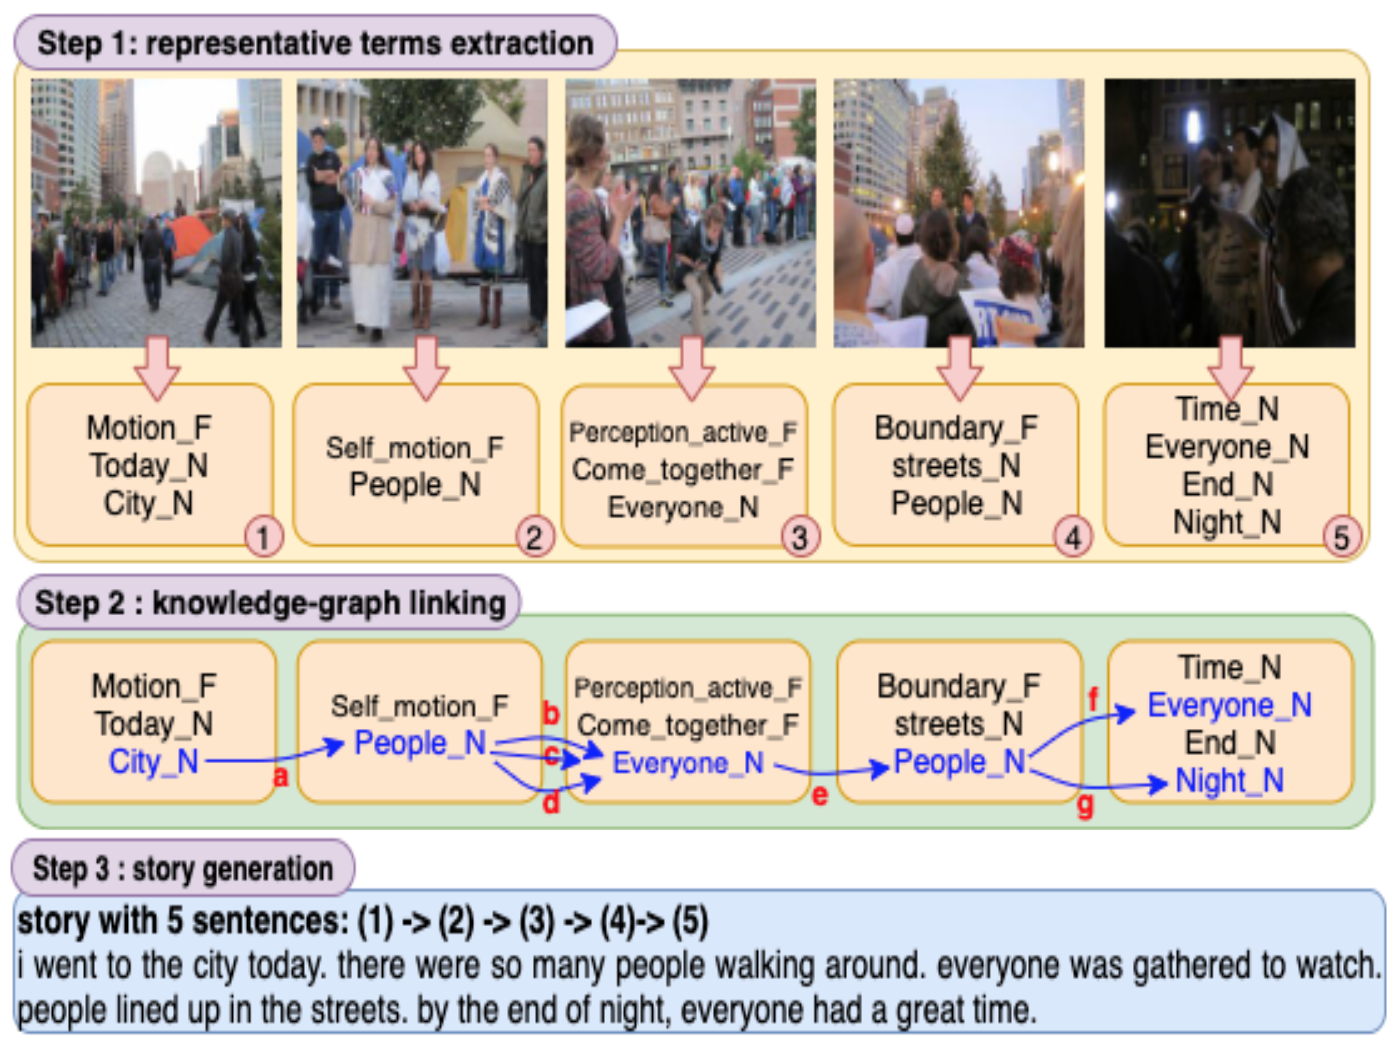 Step 1: representative terms extraction
Motion_F
Today_N
City_N
1
Self_motion_F
People_N
2
Perception_active_F
Come_together_F
Everyone_N
3
Boundary_F
streets_N
People_N
4
Time_N
Everyone_N
End_N
Night_N
5
Step 2 : knowledge-graph linking
Motion_F
Today_N
City_N
a
Self_motion_F
People_N
b
c
d
Perception_active_F
Come_together_F
Everyone_N
e
Boundary_F
streets_N
People_N
f
g
Time_N
Everyone_N
End_N
Night_N
Step 3 : story generation
story with 5 sentences: (1) -> (2) -> (3) -> (4)-> (5)
i went to the city today. there were so many people walking around. everyone was gathered to watch.
people lined up in the streets. by the end of night, everyone had a great time.